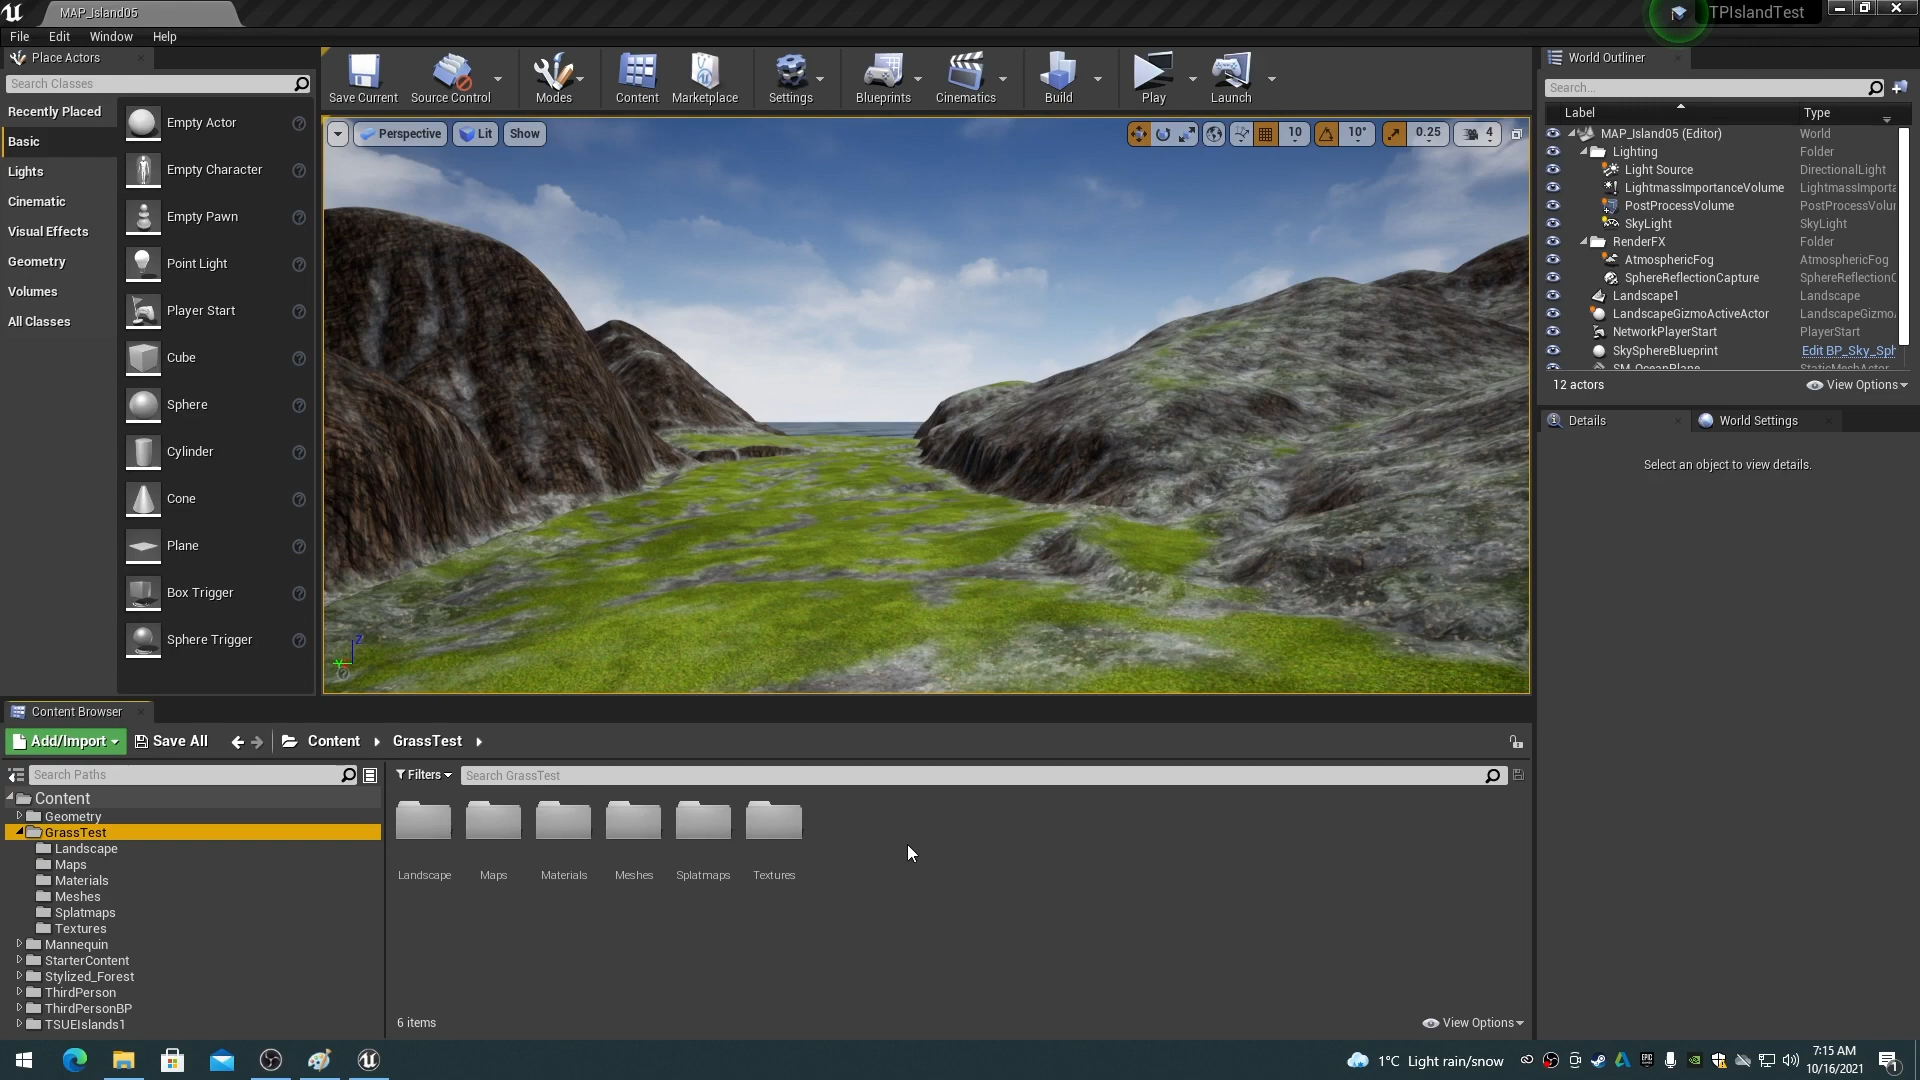 MAP_Island05
TPIslandTest
File Edit Window Help
Place Actors
Search Classes
Recently Placed
Basic
Lights
Cinematic
Visual Effects
Geometry
Volumes
All Classes
Empty Actor
Empty Character
Empty Pawn
Point Light
Player Start
Cube
Sphere
Cylinder
Cone
Plane
Box Trigger
Sphere Trigger
Save Current Source Control Modes Content Marketplace Settings Blueprints Cinematics Build Play Launch
Perspective Lit Show
10 10° 0.25 4
Z
Y
World Outliner
Search...
Label Type
MAP_Island05 (Editor) World
Lighting Folder
Light Source DirectionalLight
LightmassImportanceVolume LightmassImporta
PostProcessVolume PostProcessVolur
SkyLight SkyLight
RenderFX Folder
AtmosphericFog AtmosphericFog
SphereReflectionCapture SphereReflectionC
Landscape1 Landscape
LandscapeGizmoActiveActor LandscapeGizmo
NetworkPlayerStart PlayerStart
SkySphereBlueprint Edit BP_Sky_Sph
SM_OceanPlane StaticMeshActor
12 actors View Options
Details World Settings
Select an object to view details.
Content Browser
Add/Import Save All Content GrassTest
Search Paths
Content
Geometry
GrassTest
Landscape
Maps
Materials
Meshes
Splatmaps
Textures
Mannequin
StarterContent
Stylized_Forest
ThirdPerson
ThirdPersonBP
TSUEIslands1
Filters Search GrassTest
Landscape Maps Materials Meshes Splatmaps Textures
6 items View Options
1°C Light rain/snow
7:15 AM
10/16/2021
1